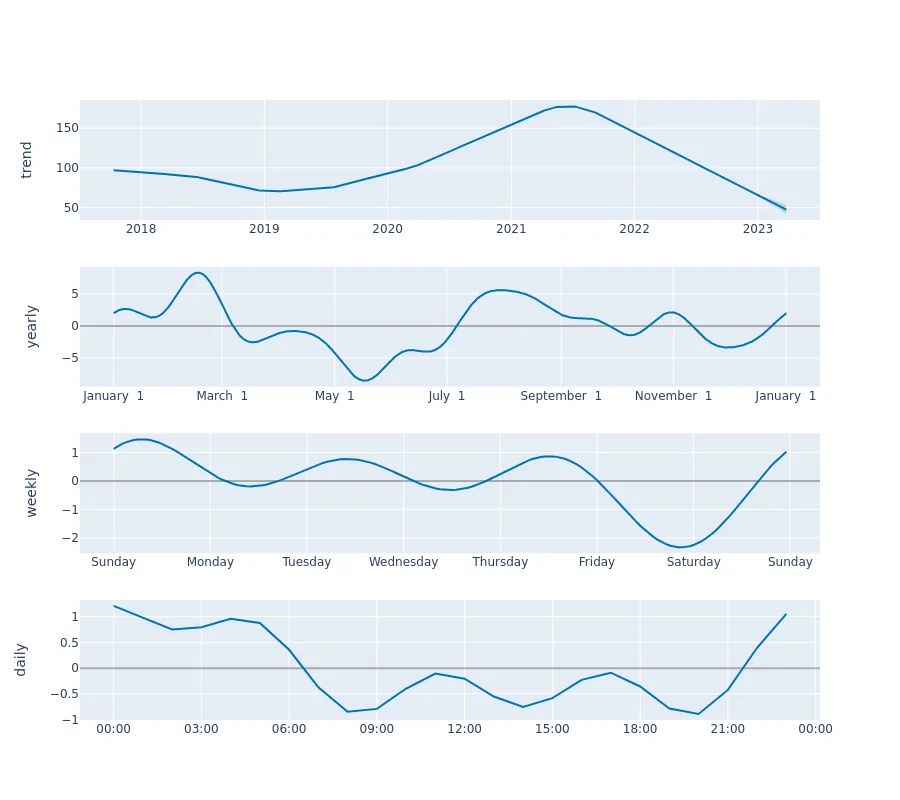 trend
150
100
50
2018 2019 2020 2021 2022 2023
yearly
5
0
−5
January 1 March 1 May 1 July 1 September 1 November 1 January 1
weekly
1
0
−1
−2
Sunday Monday Tuesday Wednesday Thursday Friday Saturday Sunday
daily
1
0.5
0
−0.5
−1
00:00 03:00 06:00 09:00 12:00 15:00 18:00 21:00 00:00